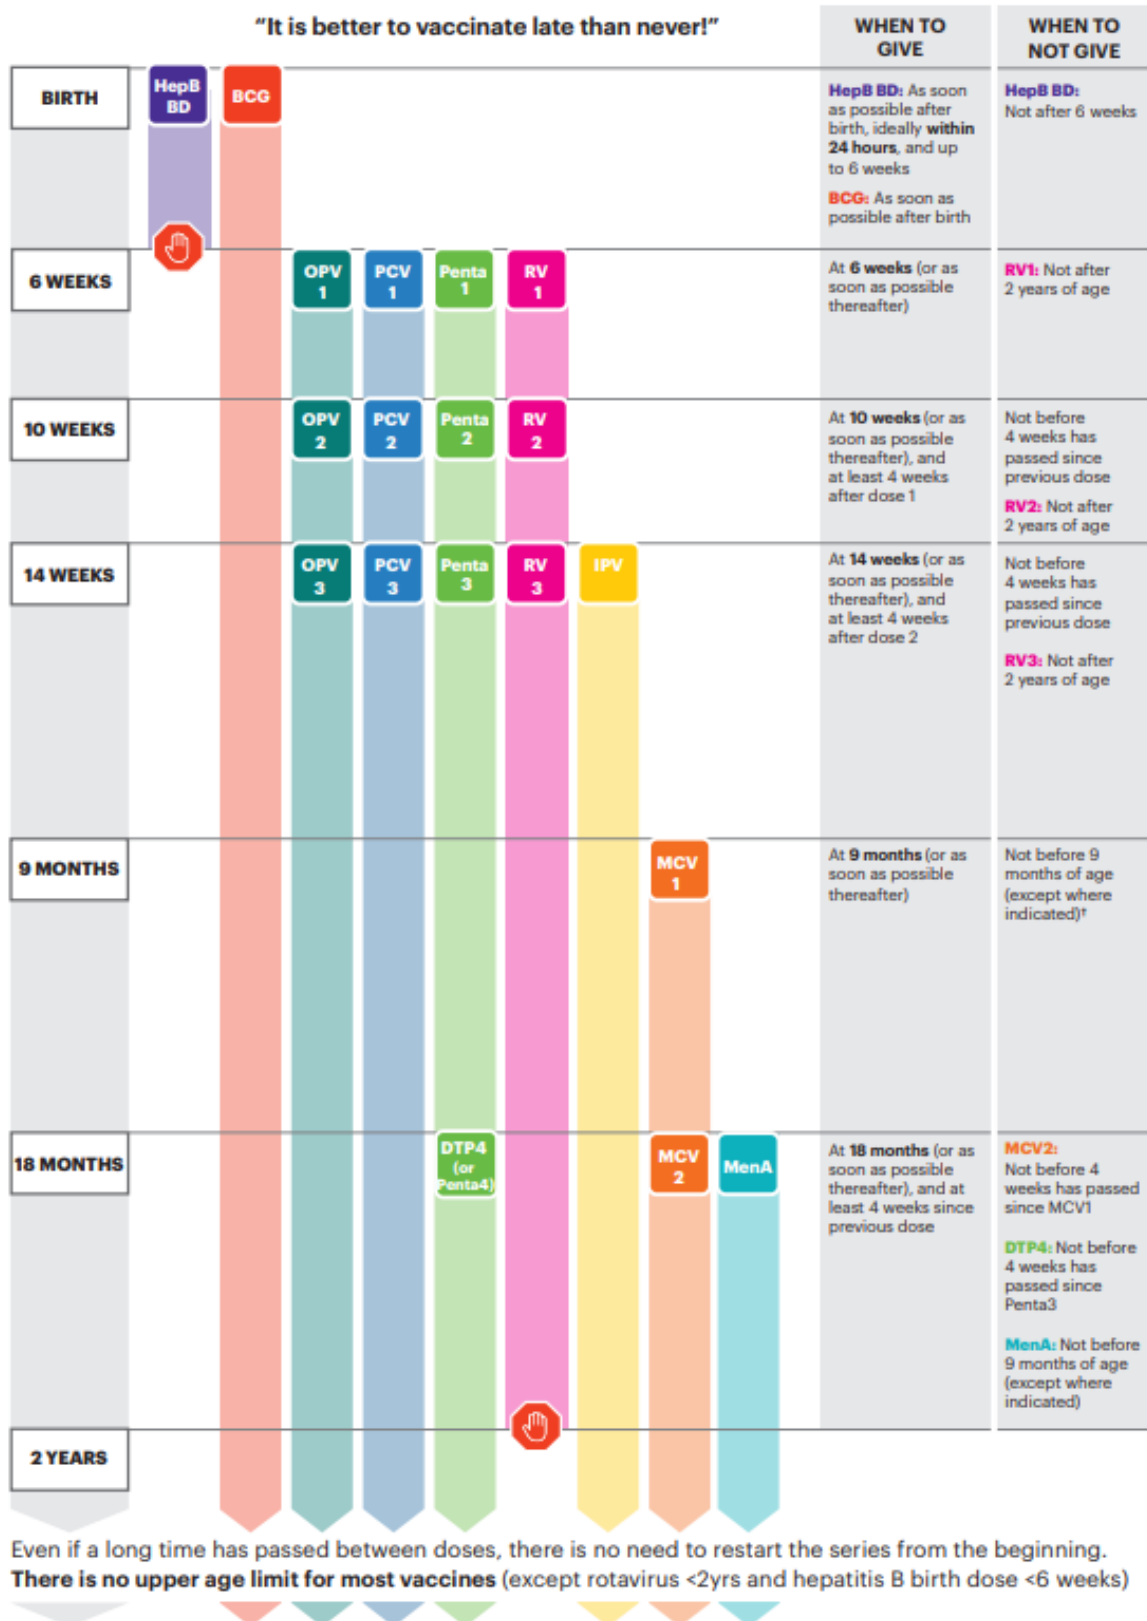 “It is better to vaccinate late than never!”
WHEN TO
GIVE
WHEN TO
NOT GIVE
BIRTH
HepB
BD
BCG
HepB BD: As soon
as possible after
birth, ideally within
24 hours, and up
to 6 weeks
BCG: As soon as
possible after birth
HepB BD:
Not after 6 weeks
6 WEEKS
OPV
1
PCV
1
Penta
1
RV
1
At 6 weeks (or as
soon as possible
thereafter)
RV1: Not after
2 years of age
10 WEEKS
OPV
2
PCV
2
Penta
2
RV
2
At 10 weeks (or as
soon as possible
thereafter), and
at least 4 weeks
after dose 1
Not before
4 weeks has
passed since
previous dose
RV2: Not after
2 years of age
14 WEEKS
OPV
3
PCV
3
Penta
3
RV
3
IPV
At 14 weeks (or as
soon as possible
thereafter), and
at least 4 weeks
after dose 2
Not before
4 weeks has
passed since
previous dose
RV3: Not after
2 years of age
9 MONTHS
MCV
1
At 9 months (or as
soon as possible
thereafter)
Not before 9
months of age
(except where
indicated)†
18 MONTHS
DTP4
(or
Penta4)
MCV
2
MenA
At 18 months (or as
soon as possible
thereafter), and at
least 4 weeks since
previous dose
MCV2:
Not before 4
weeks has passed
since MCV1
DTP4: Not before
4 weeks has
passed since
Penta3
MenA: Not before
9 months of age
(except where
indicated)
2 YEARS
Even if a long time has passed between doses, there is no need to restart the series from the beginning.
There is no upper age limit for most vaccines (except rotavirus <2yrs and hepatitis B birth dose <6 weeks)